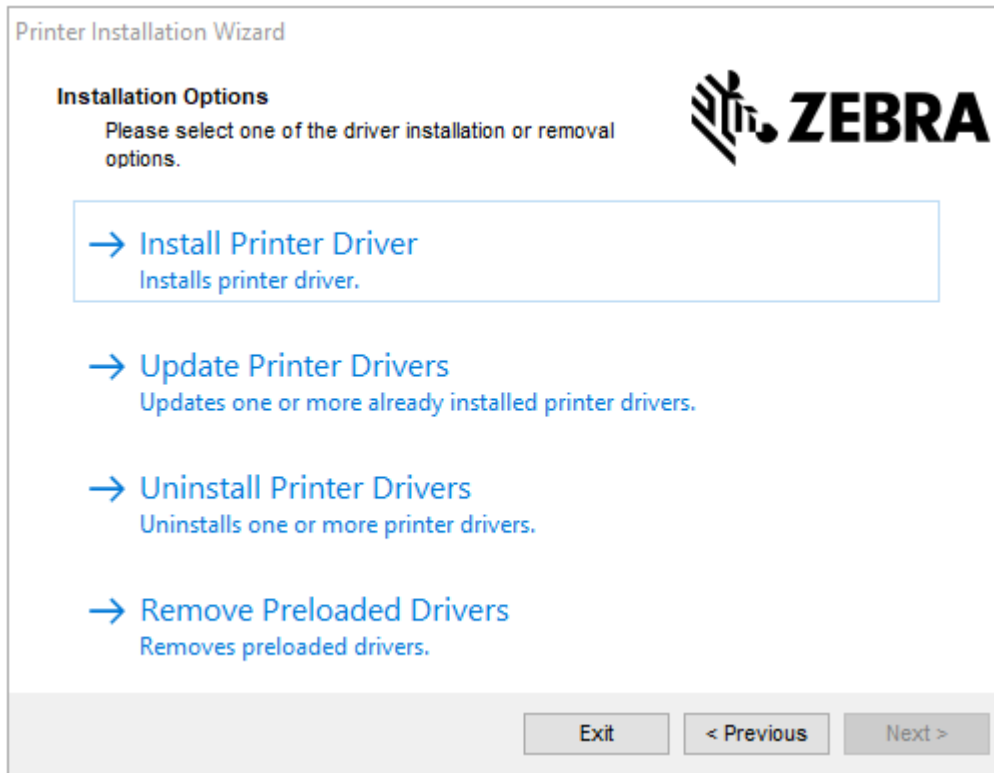 Printer Installation Wizard
Installation Options
Please select one of the driver installation or removal
options.
ZEBRA
Install Printer Driver
Installs printer driver.
Update Printer Drivers
Updates one or more already installed printer drivers.
Uninstall Printer Drivers
Uninstalls one or more printer drivers.
Remove Preloaded Drivers
Removes preloaded drivers.
Exit
< Previous
Next >